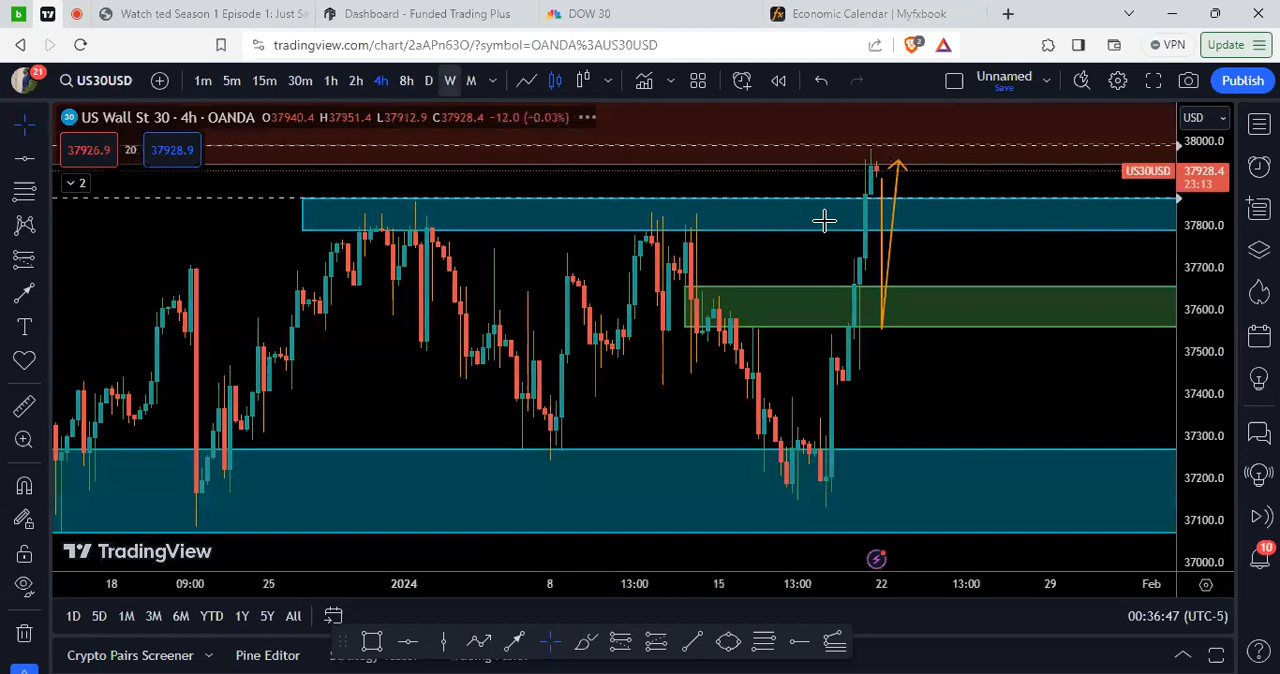 b
Watch ted Season 1 Episode 1: Just Sa
Dashboard - Funded Trading Plus
DOW 30
Economic Calendar | Myfxbook
tradingview.com/chart/2aAPn63O/?symbol=OANDA%3AUS30USD
2
VPN
Update
21
US30USD
1m 5m 15m 30m 1h 2h 4h 8h D W M
Unnamed
Save
Publish
30 US Wall St 30 · 4h · OANDA O37940.4 H37951.4 L37912.9 C37928.4 −12.0 (−0.03%)
USD
37926.9 20 37928.9
2
38000.0
US30USD 37928.4
23:13
37800.0
37700.0
37600.0
37500.0
37400.0
37300.0
37200.0
37100.0
37000.0
TradingView
10
18 09:00 25 2024 8 13:00 15 13:00 22 13:00 29 Feb
1D 5D 1M 3M 6M YTD 1Y 5Y All
00:36:47 (UTC-5)
Crypto Pairs Screener Pine Editor